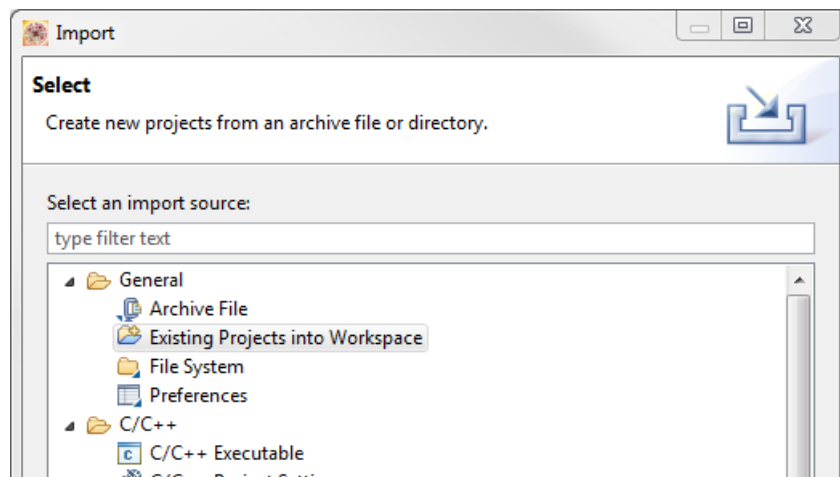 Import
Select
Create new projects from an archive file or directory.
Select an import source:
type filter text
General
Archive File
Existing Projects into Workspace
File System
Preferences
C/C++
C/C++ Executable